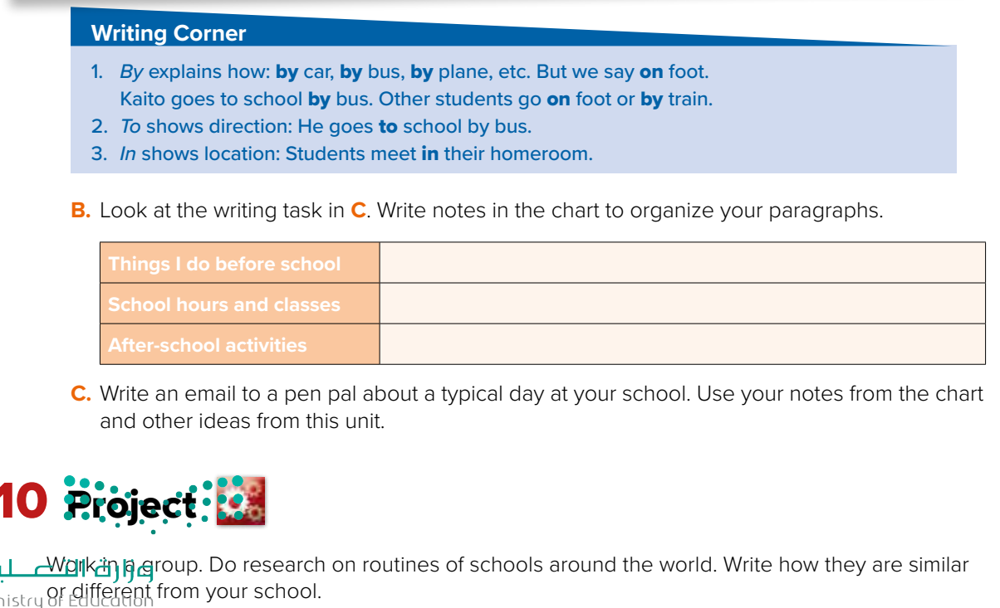 Writing Corner
1. By explains how: by car, by bus, by plane, etc. But we say on foot.
Kaito goes to school by bus. Other students go on foot or by train.
2. To shows direction: He goes to school by bus.
3. In shows location: Students meet in their homeroom.
B. Look at the writing task in C. Write notes in the chart to organize your paragraphs.
Things I do before school
School hours and classes
After-school activities
C. Write an email to a pen pal about a typical day at your school. Use your notes from the chart
and other ideas from this unit.
10 Project
Work in a group. Do research on routines of schools around the world. Write how they are similar
or different from your school.
وزارة
of Education